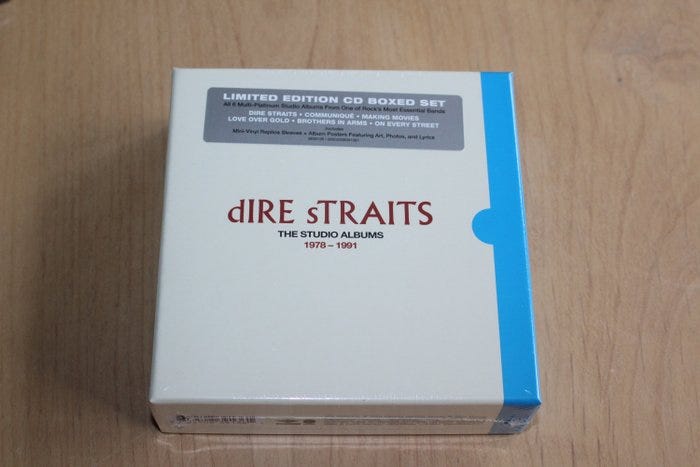 LIMITED EDITION CD BOXED SET
All 6 Multi-Platinum Studio Albums From One of Rock's Most Essential Bands
DIRE STRAITS • COMMUNIQUÉ • MAKING MOVIES
LOVE OVER GOLD • BROTHERS IN ARMS • ON EVERY STREET
Includes
Mini-Vinyl Replica Sleeves + Album Posters Featuring Art, Photos, and Lyrics
dIRE sTRAITS
THE STUDIO ALBUMS
1978 – 1991